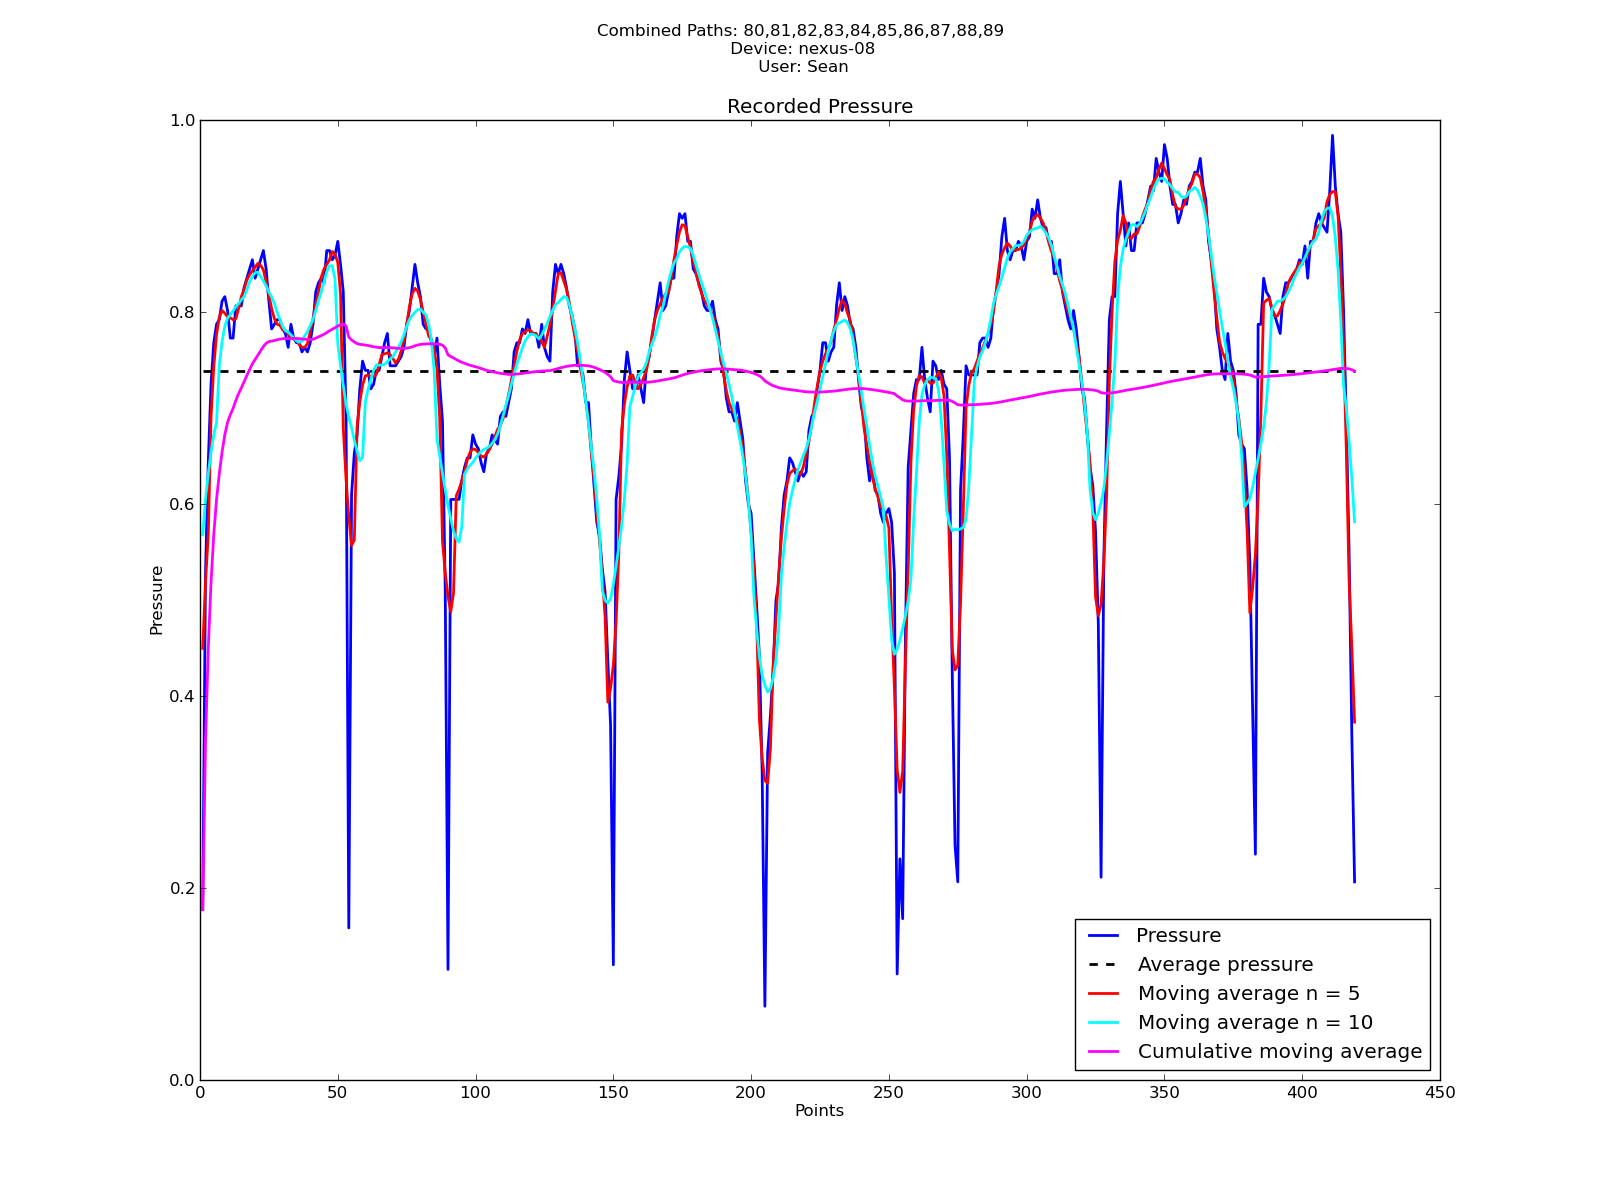 Combined Paths: 80,81,82,83,84,85,86,87,88,89
Device: nexus-08
User: Sean
Recorded Pressure
1.0
0.8
0.6
0.4
0.2
0.0
Pressure
0 50 100 150 200 250 300 350 400 450
Points
Pressure
Average pressure
Moving average n = 5
Moving average n = 10
Cumulative moving average